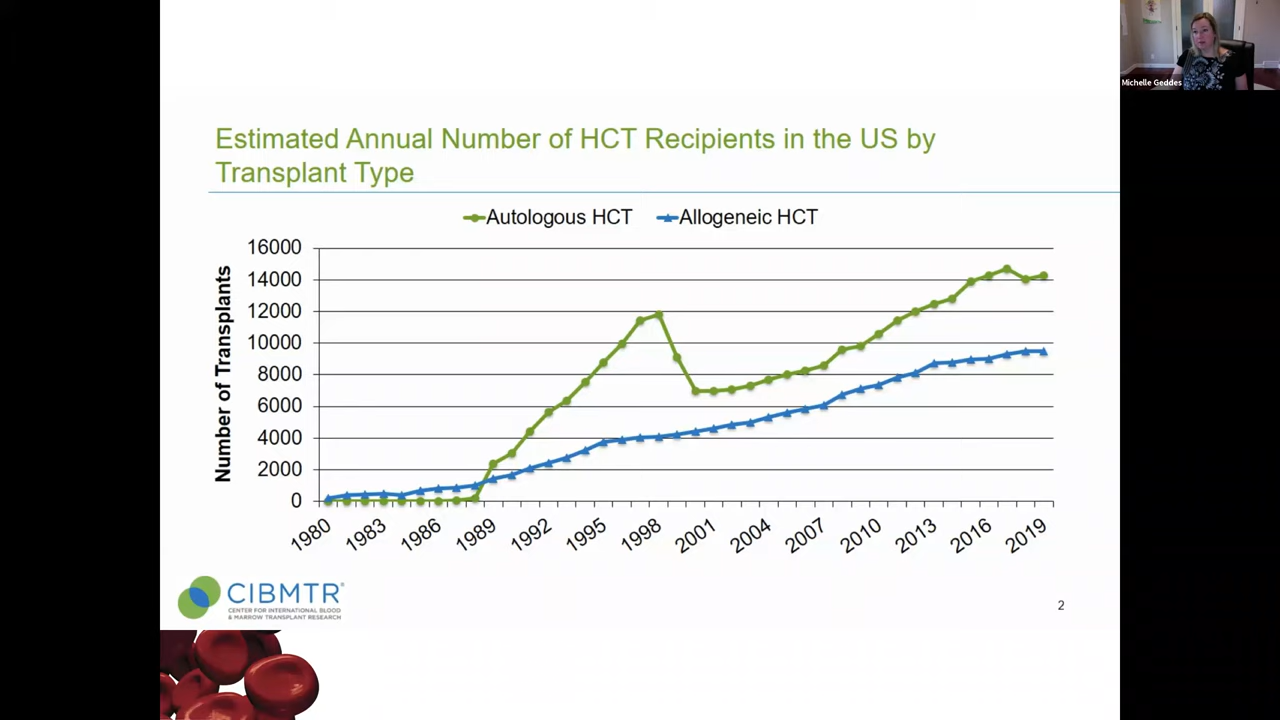 Michelle Geddes
Estimated Annual Number of HCT Recipients in the US by
Transplant Type
Autologous HCT
Allogeneic HCT
Number of Transplants
16000
14000
12000
10000
8000
6000
4000
2000
0
1980
1983
1986
1989
1992
1995
1998
2001
2004
2007
2010
2013
2016
2019
CIBMTR®
CENTER FOR INTERNATIONAL BLOOD
& MARROW TRANSPLANT RESEARCH
2